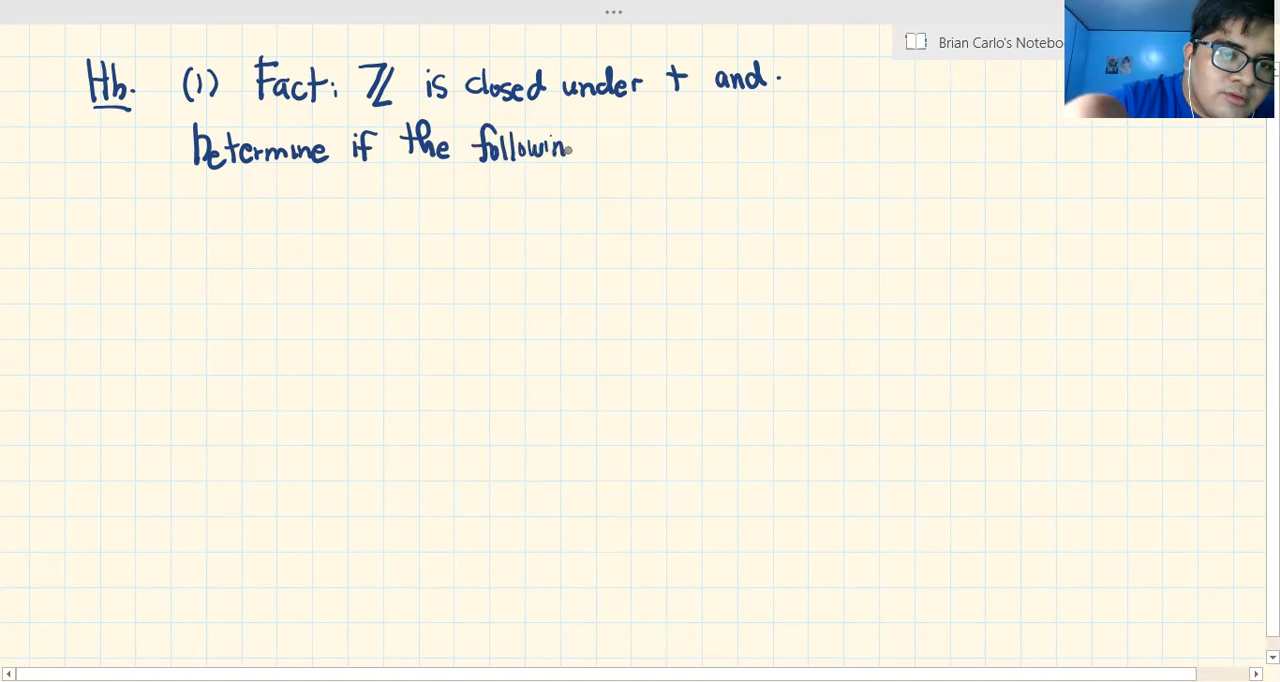 Brian Carlo's Notebo
Hb. (1) Fact: ℤ is closed under + and ·
Determine if the followin